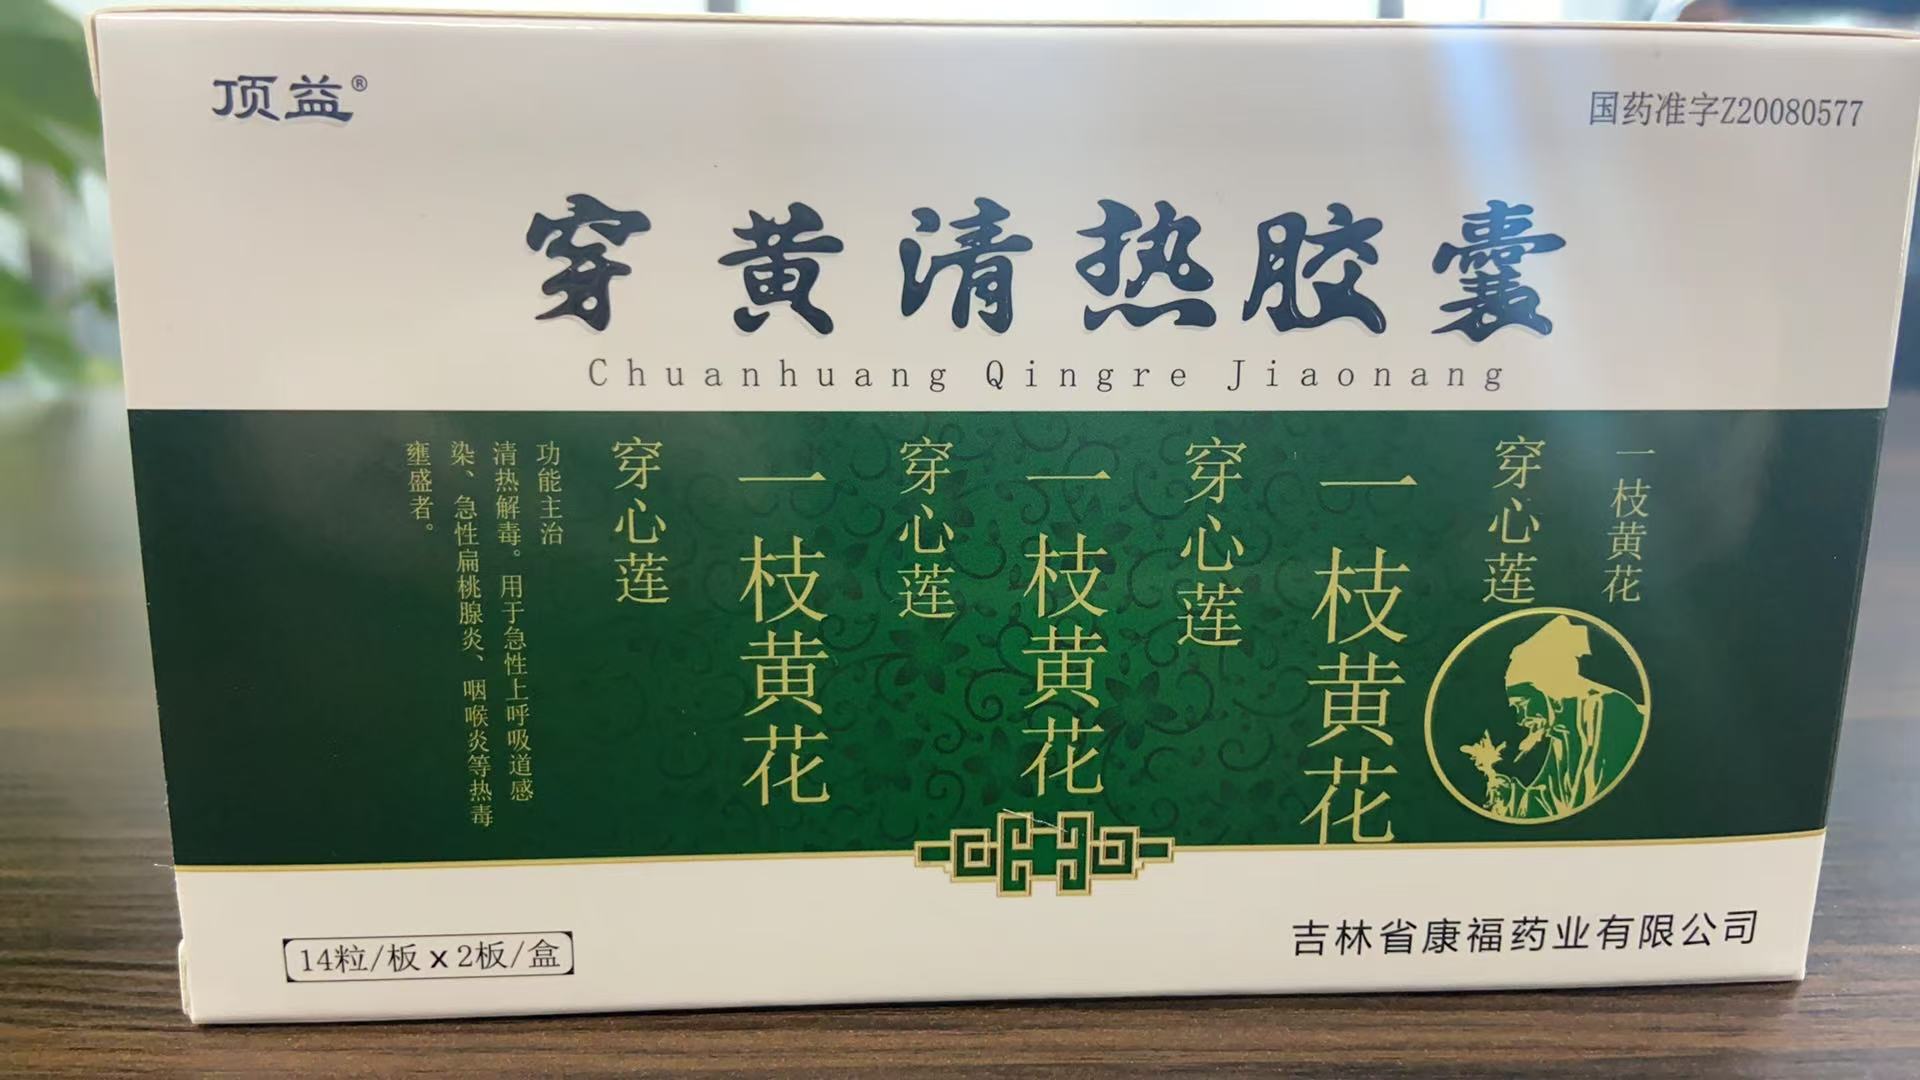 顶益®
国药准字Z20080577
穿黄清热胶囊
Chuanhuang Qingre Jiaonang
一枝黄花
穿心莲
一枝黄花
穿心莲
一枝黄花
穿心莲
一枝黄花
穿心莲
功能主治
清热解毒。用于急性上呼吸道感
染、急性扁桃腺炎、咽喉炎等热毒
壅盛者。
14粒/板x2板/盒
吉林省康福药业有限公司